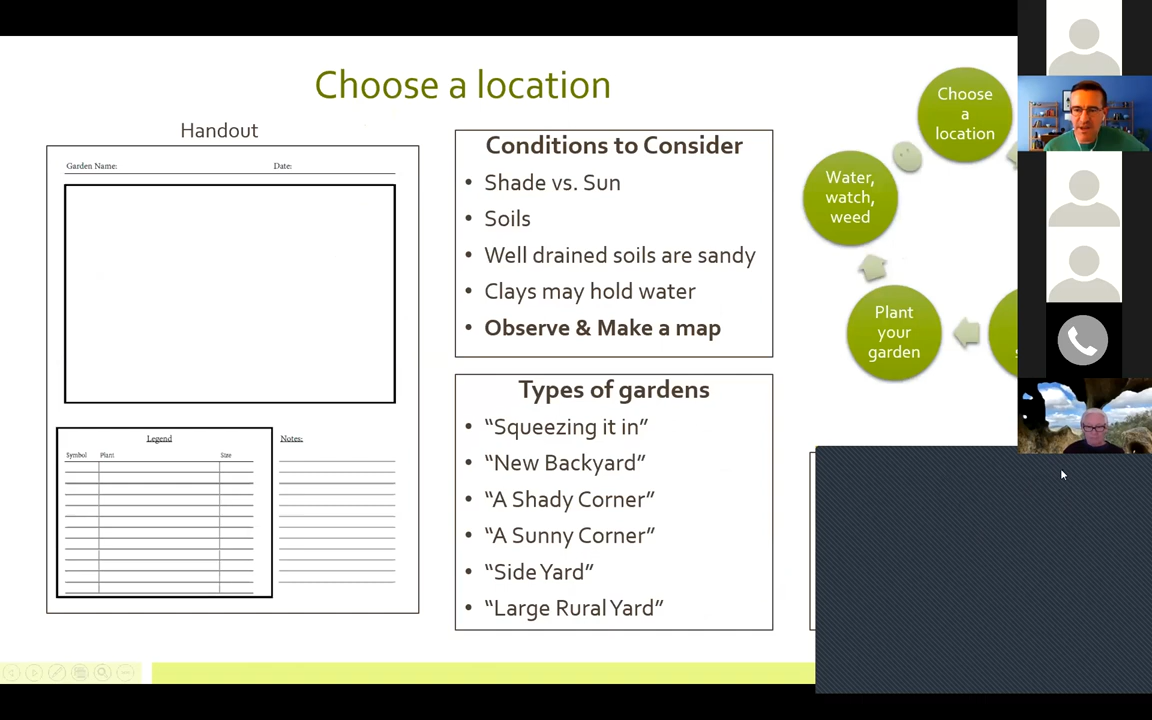 Choose a location
Handout
Garden Name:
Date:
Legend
Symbol Plant Size
Notes:
Conditions to Consider
• Shade vs. Sun
• Soils
• Well drained soils are sandy
• Clays may hold water
• Observe & Make a map
Types of gardens
• “Squeezing it in”
• “New Backyard”
• “A Shady Corner”
• “A Sunny Corner”
• “Side Yard”
• “Large Rural Yard”
Choose
a
location
Water,
watch,
weed
Plant
your
garden